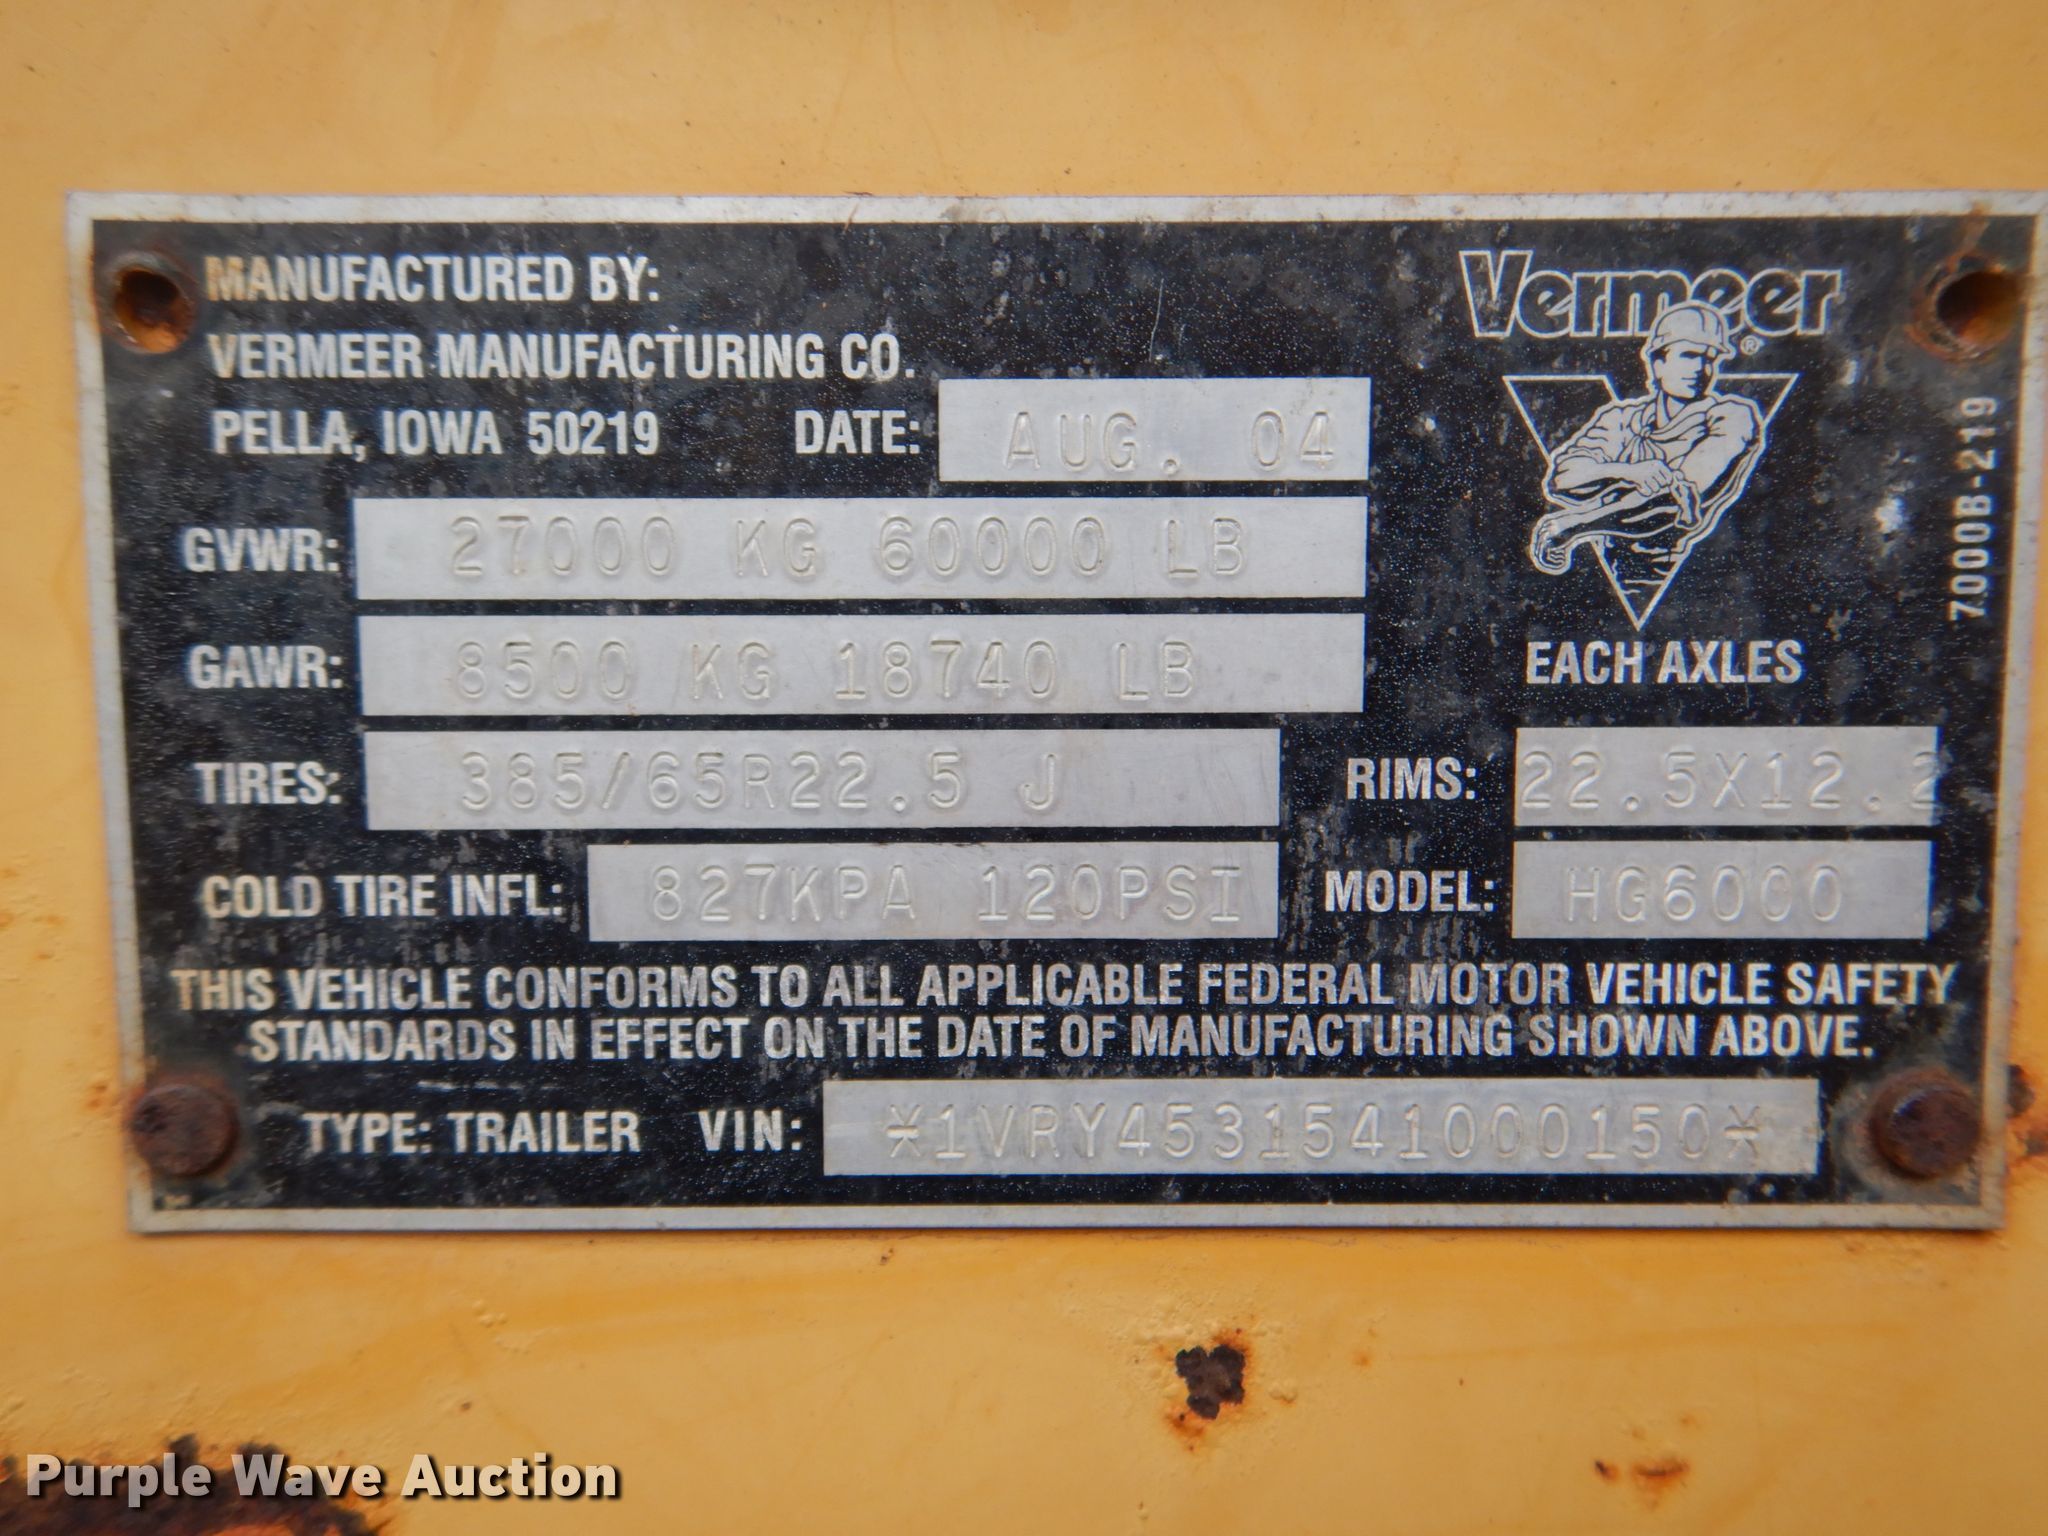 MANUFACTURED BY:
VERMEER MANUFACTURING CO.
PELLA, IOWA 50219 DATE: AUG. 04
Vermeer®
7000B-219
GVWR: 27000 KG 60000 LB
GAWR: 8500 KG 18740 LB EACH AXLES
TIRES: 385/65R22.5 J RIMS: 22.5X12.2
COLD TIRE INFL: 827KPA 120PSI MODEL: HG6000
THIS VEHICLE CONFORMS TO ALL APPLICABLE FEDERAL MOTOR VEHICLE SAFETY
STANDARDS IN EFFECT ON THE DATE OF MANUFACTURING SHOWN ABOVE.
TYPE: TRAILER VIN: *1VRY4531541000150*
Purple Wave Auction